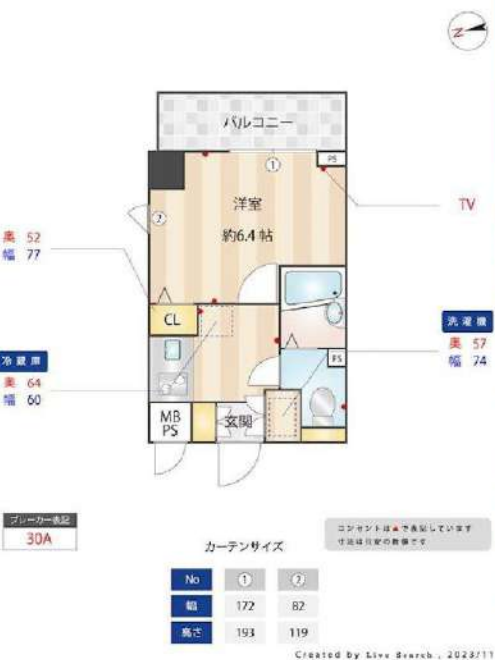 Z
バルコニー
①
PS
②
洋室
約6.4帖
TV
奥 52
幅 77
CL
洗濯機
奥 57
幅 74
冷蔵庫
奥 64
幅 60
PS
MB
PS
玄関
ブレーカー表記
30A
コンセントは▲で表記しています
寸法は目安の数値です
カーテンサイズ
No ① ②
幅 172 82
高さ 193 119
Created by Live Branch , 2023/11